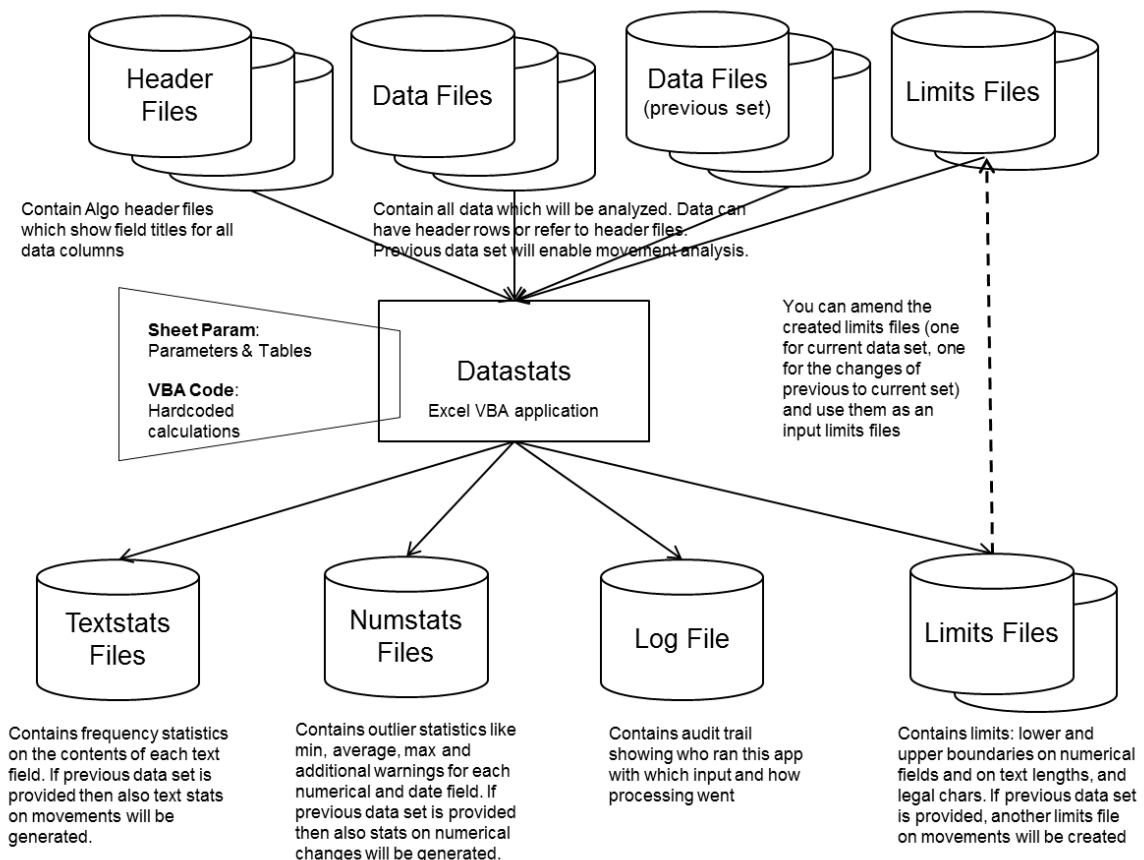 Header
Files
Data Files
Data Files
(previous set)
Limits Files
Contain Algo header files
which show field titles for all
data columns
Contain all data which will be analyzed. Data can
have header rows or refer to header files.
Previous data set will enable movement analysis.
Sheet Param:
Parameters & Tables
VBA Code:
Hardcoded
calculations
Datastats
Excel VBA application
You can amend the
created limits files (one
for current data set, one
for the changes of
previous to current set)
and use them as an
input limits files
Textstats
Files
Numstats
Files
Log File
Limits Files
Contains frequency statistics
on the contents of each text
field. If previous data set is
provided then also text stats
on movements will be
generated.
Contains outlier statistics like
min, average, max and
additional warnings for each
numerical and date field. If
previous data set is provided
then also stats on numerical
changes will be generated.
Contains audit trail
showing who ran this app
with which input and how
processing went
Contains limits: lower and
upper boundaries on numerical
fields and on text lengths, and
legal chars. If previous data set
is provided, another limits file
on movements will be created